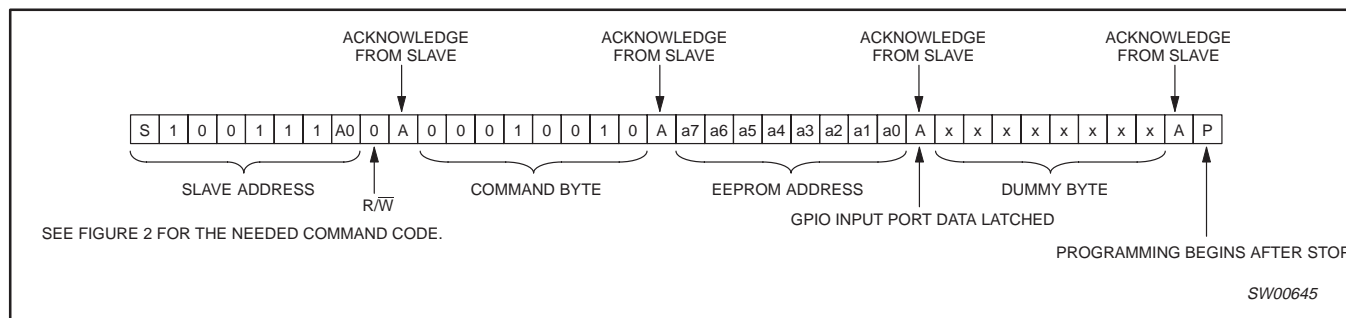 ACKNOWLEDGE
FROM SLAVE
ACKNOWLEDGE
FROM SLAVE
ACKNOWLEDGE
FROM SLAVE
ACKNOWLEDGE
FROM SLAVE
S 1 0 0 1 1 1 A0 0 A 0 0 0 1 0 0 1 0 A a7 a6 a5 a4 a3 a2 a1 a0 A x x x x x x x x A P
SLAVE ADDRESS
R/W̅
COMMAND BYTE
EEPROM ADDRESS
DUMMY BYTE
GPIO INPUT PORT DATA LATCHED
SEE FIGURE 2 FOR THE NEEDED COMMAND CODE.
PROGRAMMING BEGINS AFTER STOP
SW00645